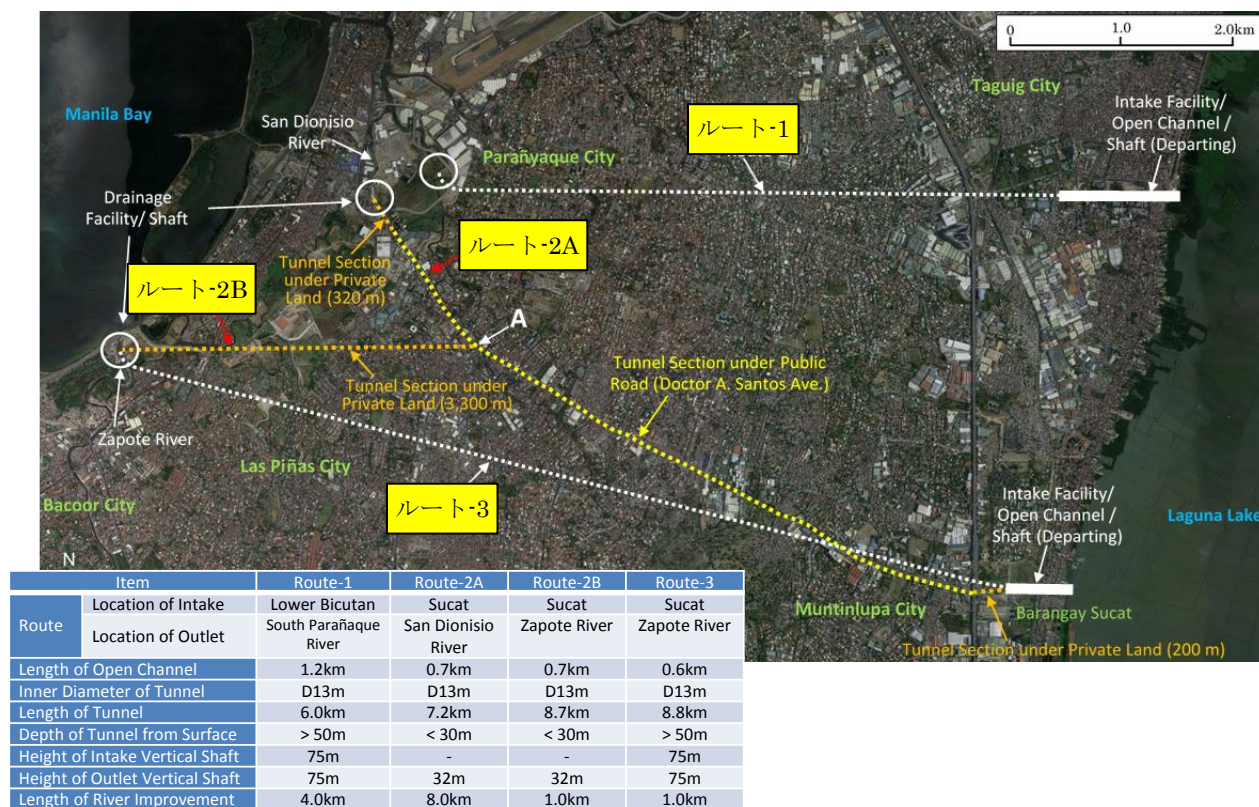 0 1.0 2.0km
Taguig City
Manila Bay
San Dionisio
River
ルート-1
Intake Facility/
Open Channel /
Shaft (Departing)
Parañyaque City
Drainage
Facility/ Shaft
ルート-2A
Tunnel Section
under Private
Land (320 m)
ルート-2B
A
Tunnel Section under Public
Road (Doctor A. Santos Ave.)
Tunnel Section under
Private Land (3,300 m)
Zapote River
Las Piñas City
ルート-3
Bacoor City
Intake Facility/
Open Channel /
Shaft (Departing)
Laguna Lake
N
Muntinlupa City
Barangay Sucat
Tunnel Section under Private Land (200 m)
Item Route-1 Route-2A Route-2B Route-3
Route
Location of Intake Lower Bicutan Sucat Sucat Sucat
Location of Outlet South Parañaque River San Dionisio River Zapote River Zapote River
Length of Open Channel 1.2km 0.7km 0.7km 0.6km
Inner Diameter of Tunnel D13m D13m D13m D13m
Length of Tunnel 6.0km 7.2km 8.7km 8.8km
Depth of Tunnel from Surface > 50m < 30m < 30m > 50m
Height of Intake Vertical Shaft 75m - - 75m
Height of Outlet Vertical Shaft 75m 32m 32m 75m
Length of River Improvement 4.0km 8.0km 1.0km 1.0km